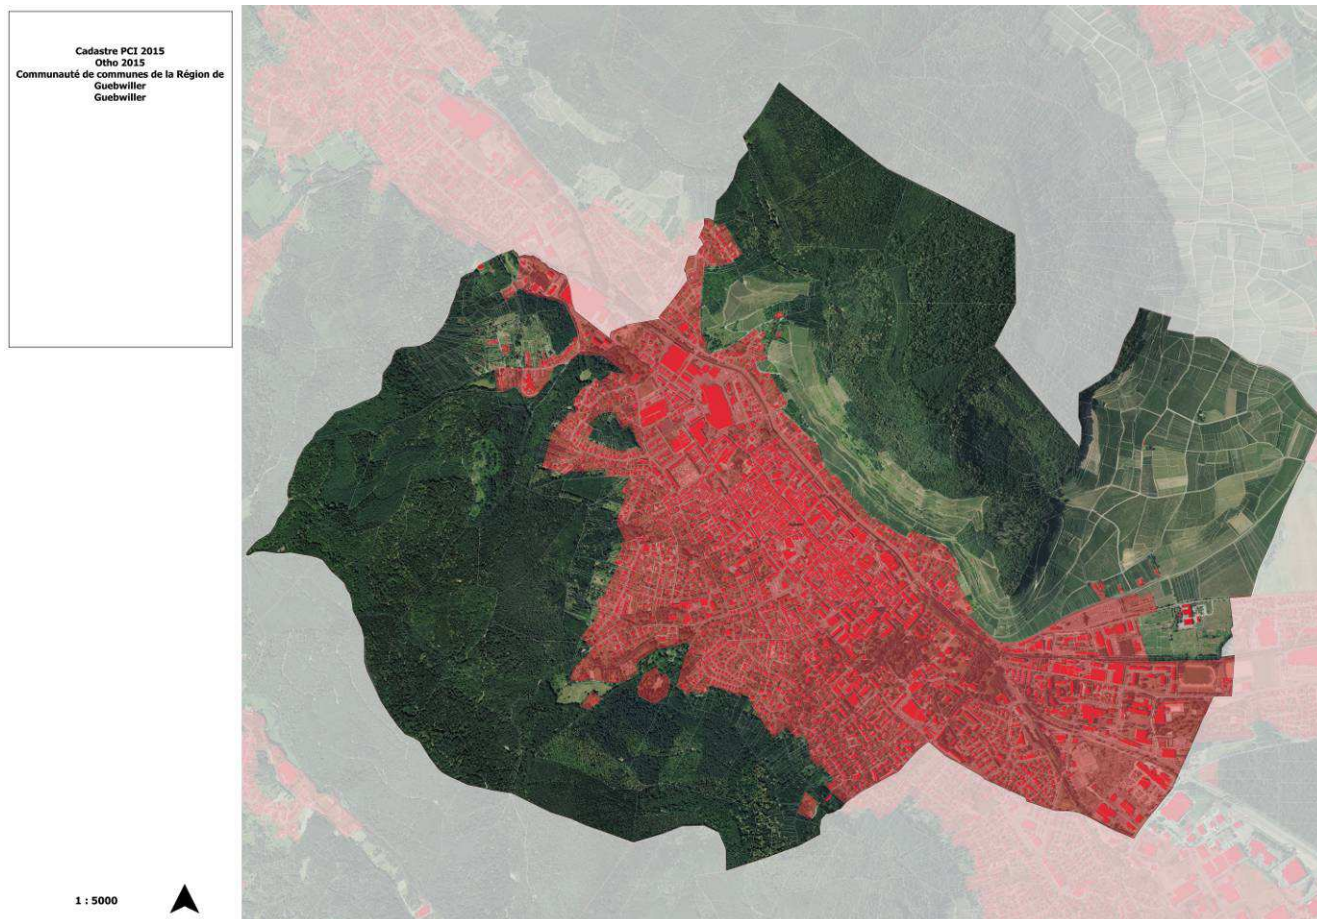 Cadastre PCI 2015
Otho 2015
Communauté de communes de la Région de
Guebwiller
Guebwiller
1 : 5000